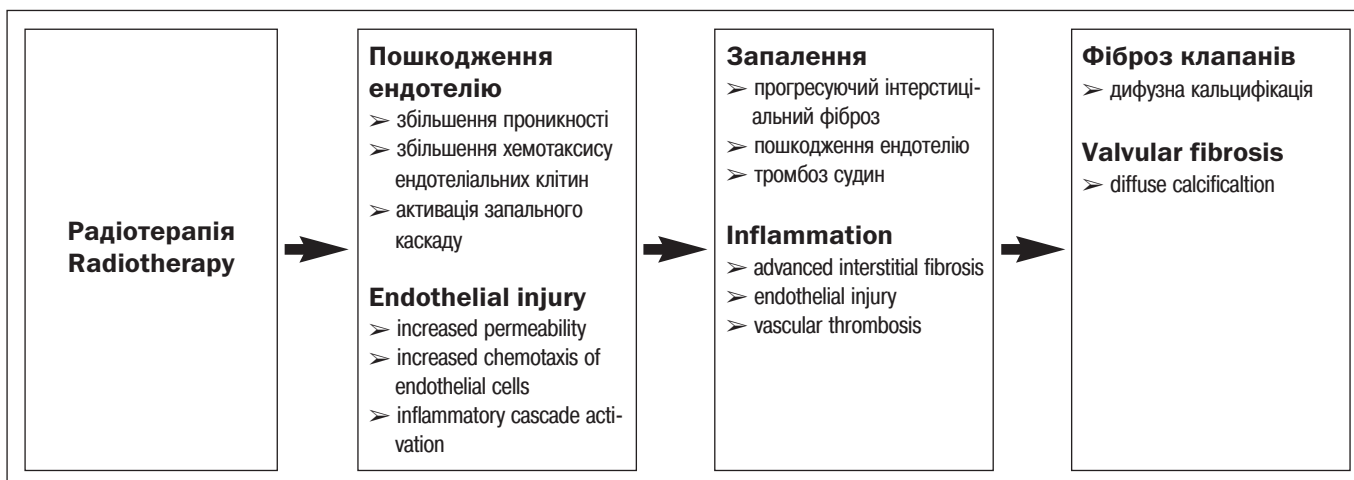 Радіотерапія
Radiotherapy
Пошкодження
ендотелію
➢ збільшення проникності
➢ збільшення хемотаксису
ендотеліальних клітин
➢ активація запального
каскаду
Endothelial injury
➢ increased permeability
➢ increased chemotaxis of
endothelial cells
➢ inflammatory cascade acti-
vation
Запалення
➢ прогресуючий інтерстиці-
альний фіброз
➢ пошкодження ендотелію
➢ тромбоз судин
Inflammation
➢ advanced interstitial fibrosis
➢ endothelial injury
➢ vascular thrombosis
Фіброз клапанів
➢ дифузна кальцифікація
Valvular fibrosis
➢ diffuse calcificaltion